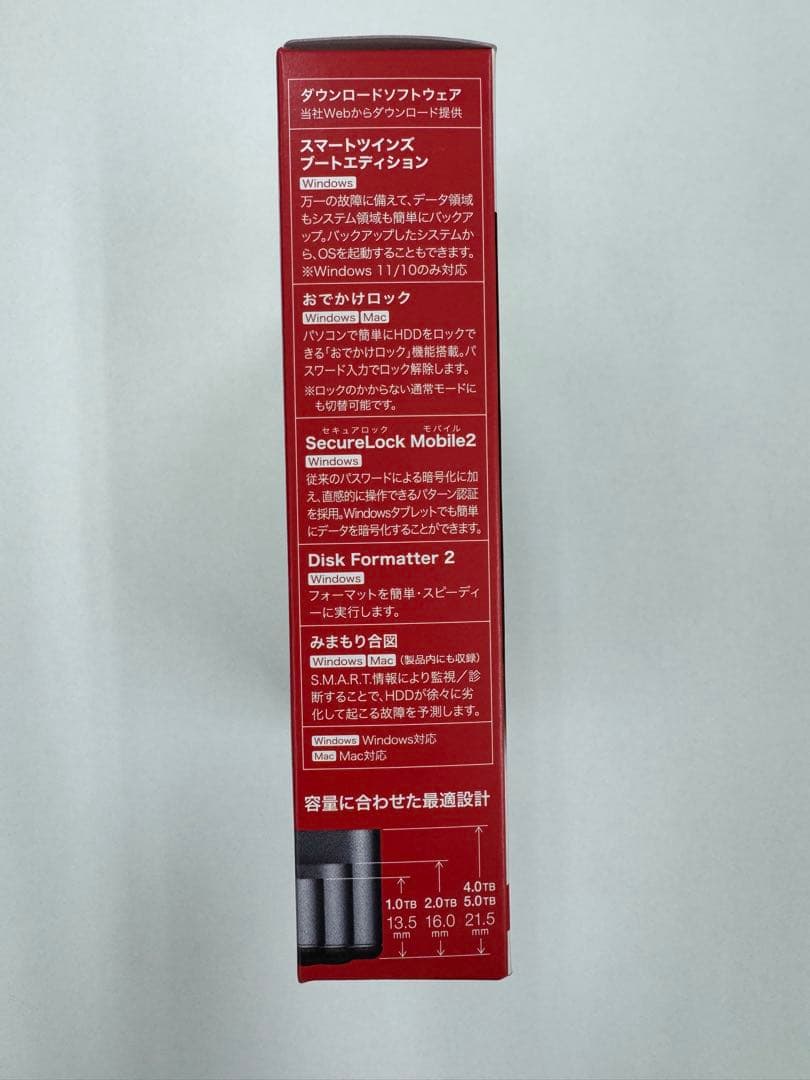 ダウンロードソフトウェア
当社Webからダウンロード提供
スマートツインズ
ブートエディション
Windows
万一の故障に備えて、データ領域
もシステム領域も簡単にバックア
ップ。バックアップしたシステムか
ら、OSを起動することもできます。
※Windows 11/10のみ対応
おでかけロック
Windows Mac
パソコンで簡単にHDDをロックで
きる「おでかけロック」機能搭載。パ
スワード入力でロック解除します。
※ロックのかからない通常モードに
も切替可能です。
セキュアロック モバイル
SecureLock Mobile2
Windows
従来のパスワードによる暗号化に加
え、直感的に操作できるパターン認証
を採用。Windowsタブレットでも簡単
にデータを暗号化することができます。
Disk Formatter 2
Windows
フォーマットを簡単・スピーディ
ーに実行します。
みまもり合図
Windows Mac (製品内にも収録)
S.M.A.R.T.情報により監視／診
断することで、HDDが徐々に劣
化して起こる故障を予測します。
Windows Windows対応
Mac Mac対応
容量に合わせた最適設計
1.0TB
13.5
mm
2.0TB
16.0
mm
4.0TB
5.0TB
21.5
mm